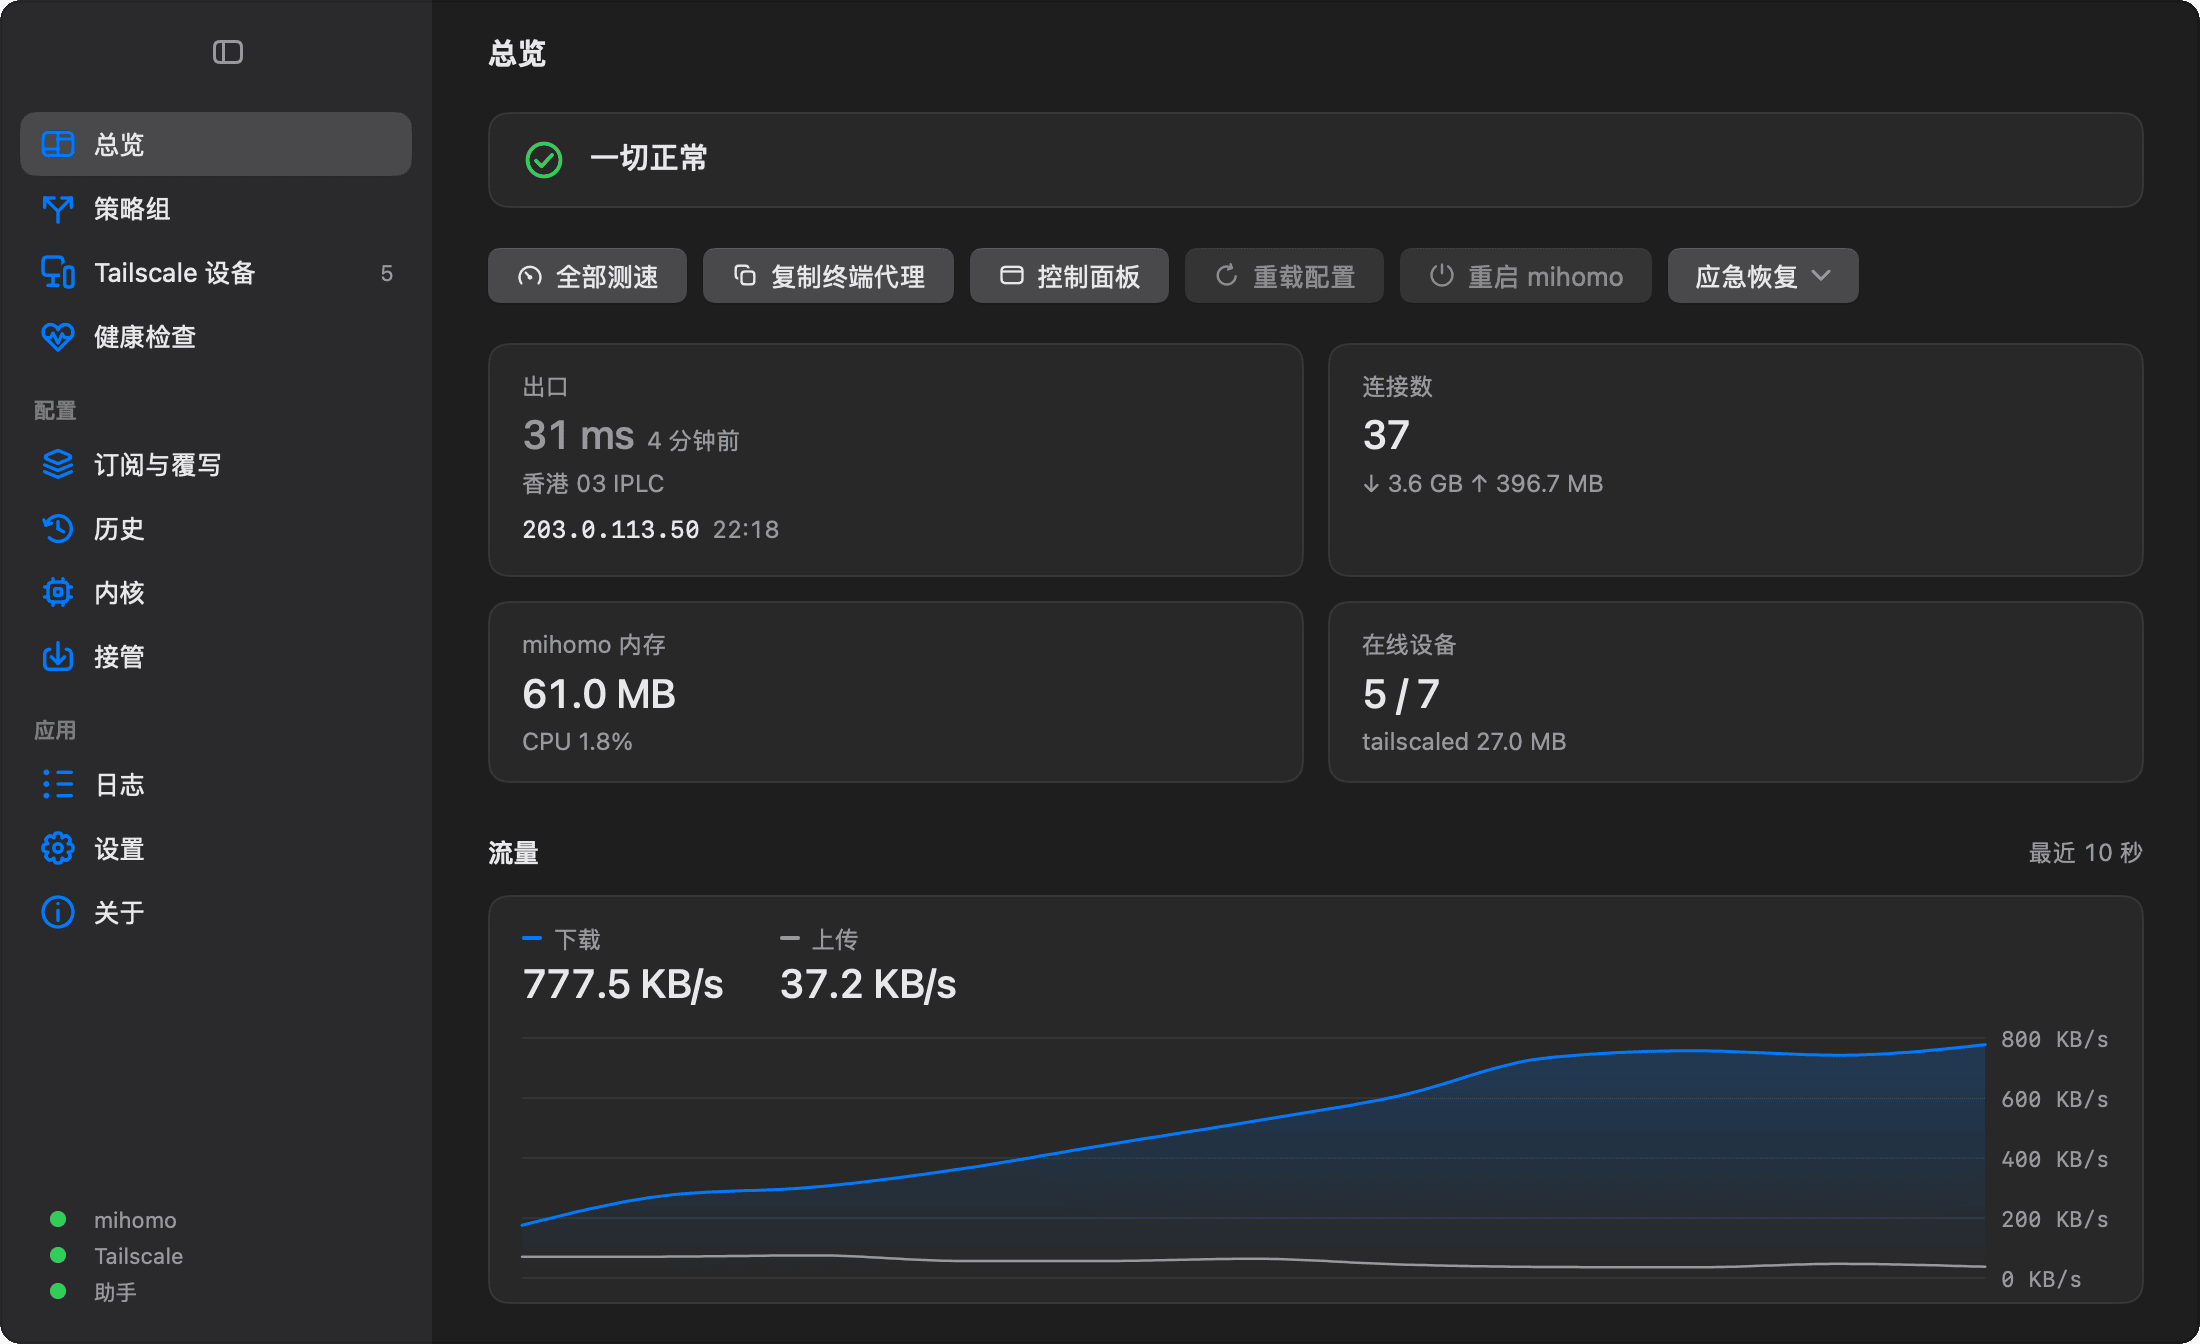 总览
策略组
Tailscale 设备 5
健康检查
配置
订阅与覆写
历史
内核
接管
应用
日志
设置
关于
mihomo
Tailscale
助手
总览
一切正常
全部测速 复制终端代理 控制面板 重载配置 重启 mihomo 应急恢复
出口
31 ms 4 分钟前
香港 03 IPLC
203.0.113.50 22:18
连接数
37
↓ 3.6 GB ↑ 396.7 MB
mihomo 内存
61.0 MB
CPU 1.8%
在线设备
5 / 7
tailscaled 27.0 MB
流量 最近 10 秒
下载 上传
777.5 KB/s 37.2 KB/s
800 KB/s
600 KB/s
400 KB/s
200 KB/s
0 KB/s